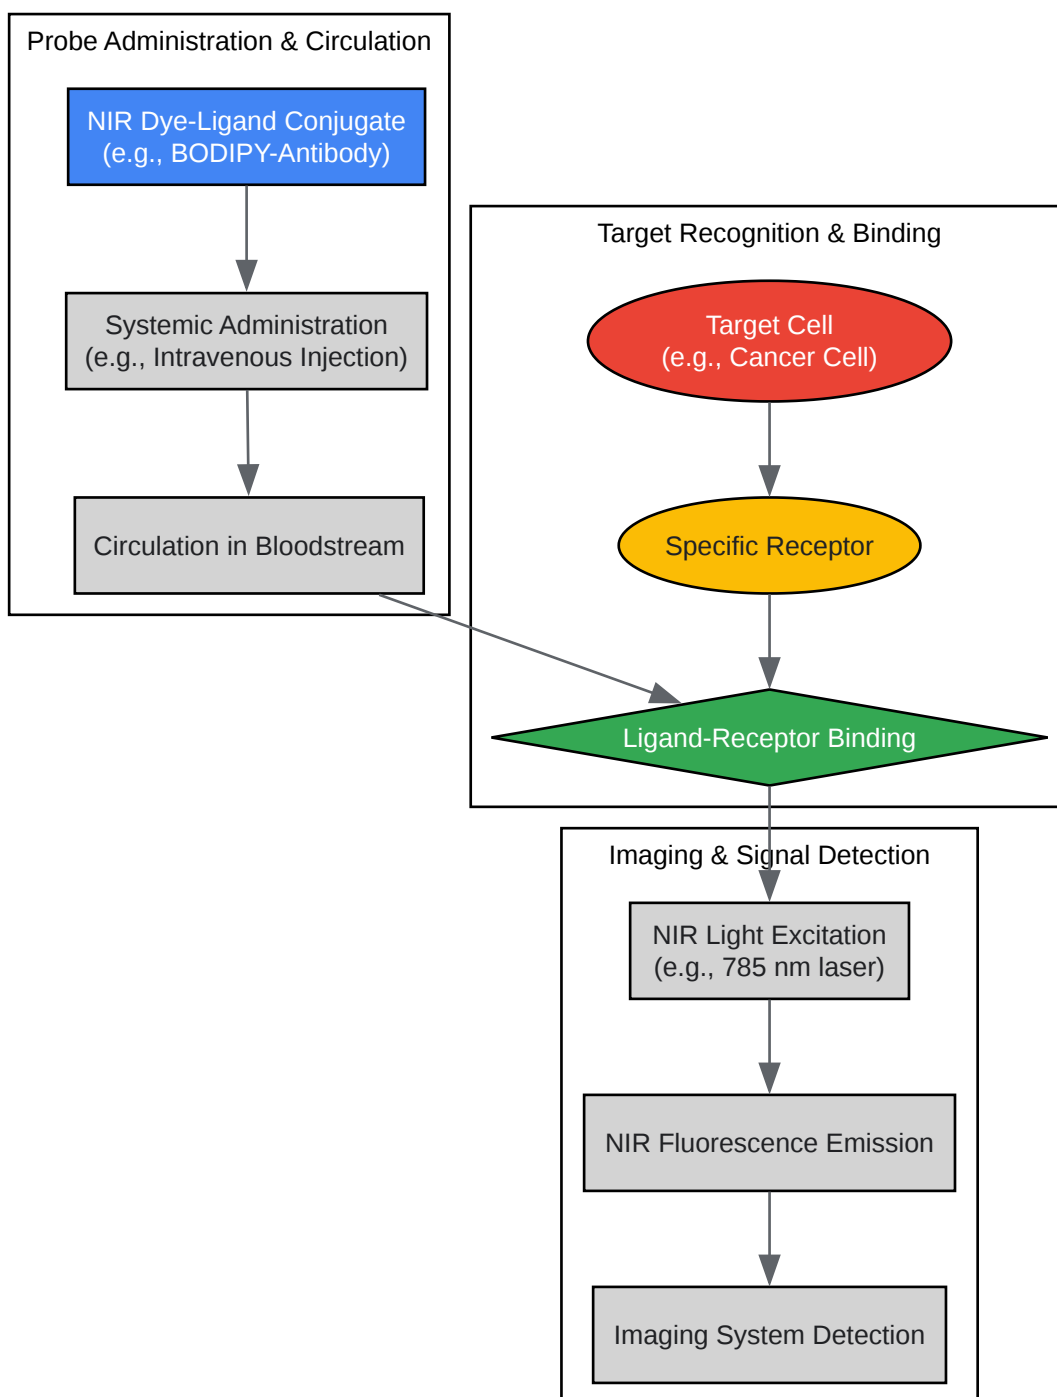 Probe Administration & Circulation
NIR Dye-Ligand Conjugate
(e.g., BODIPY-Antibody)
Systemic Administration
(e.g., Intravenous Injection)
Circulation in Bloodstream
Target Recognition & Binding
Target Cell
(e.g., Cancer Cell)
Specific Receptor
Ligand-Receptor Binding
Imaging & Signal Detection
NIR Light Excitation
(e.g., 785 nm laser)
NIR Fluorescence Emission
Imaging System Detection